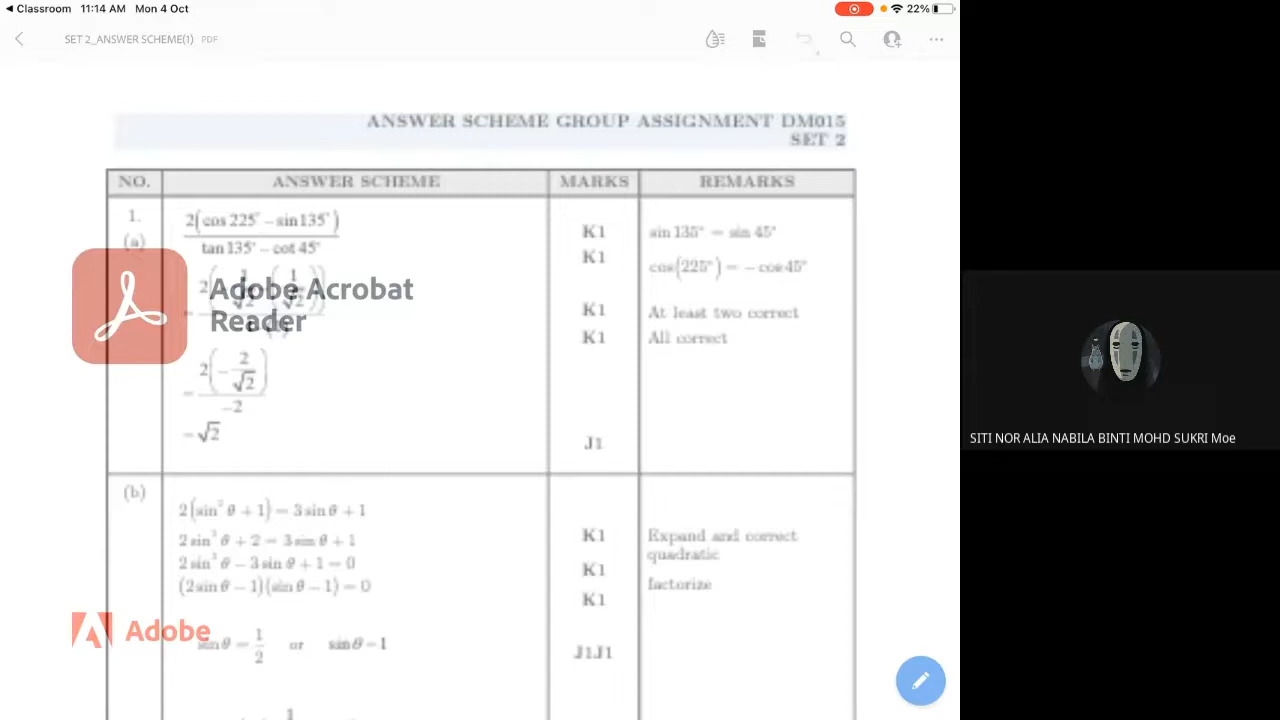 Classroom 11:14 AM Mon 4 Oct 22%
SET 2_ANSWER SCHEME(1) PDF
ANSWER SCHEME GROUP ASSIGNMENT DM015
SET 2
NO. ANSWER SCHEME MARKS REMARKS
1.
(a)
2(cos 225° – sin 135°)
tan 135° – cot 45°
K1 sin 135° = sin 45°
K1 cos(225°) = – cos 45°
K1 At least two correct
K1 All correct
Adobe Acrobat
Reader
2(–2/√2)
–2
= √2
J1
(b)
2(sin² θ + 1) = 3 sin θ + 1
2 sin² θ + 2 = 3 sin θ + 1
2 sin² θ – 3 sin θ + 1 = 0
(2 sin θ – 1)(sin θ – 1) = 0
K1 Expand and correct
quadratic
K1 factorize
K1
Adobe
sin θ = 1/2 or sin θ = 1
J1J1
SITI NOR ALIA NABILA BINTI MOHD SUKRI Moe